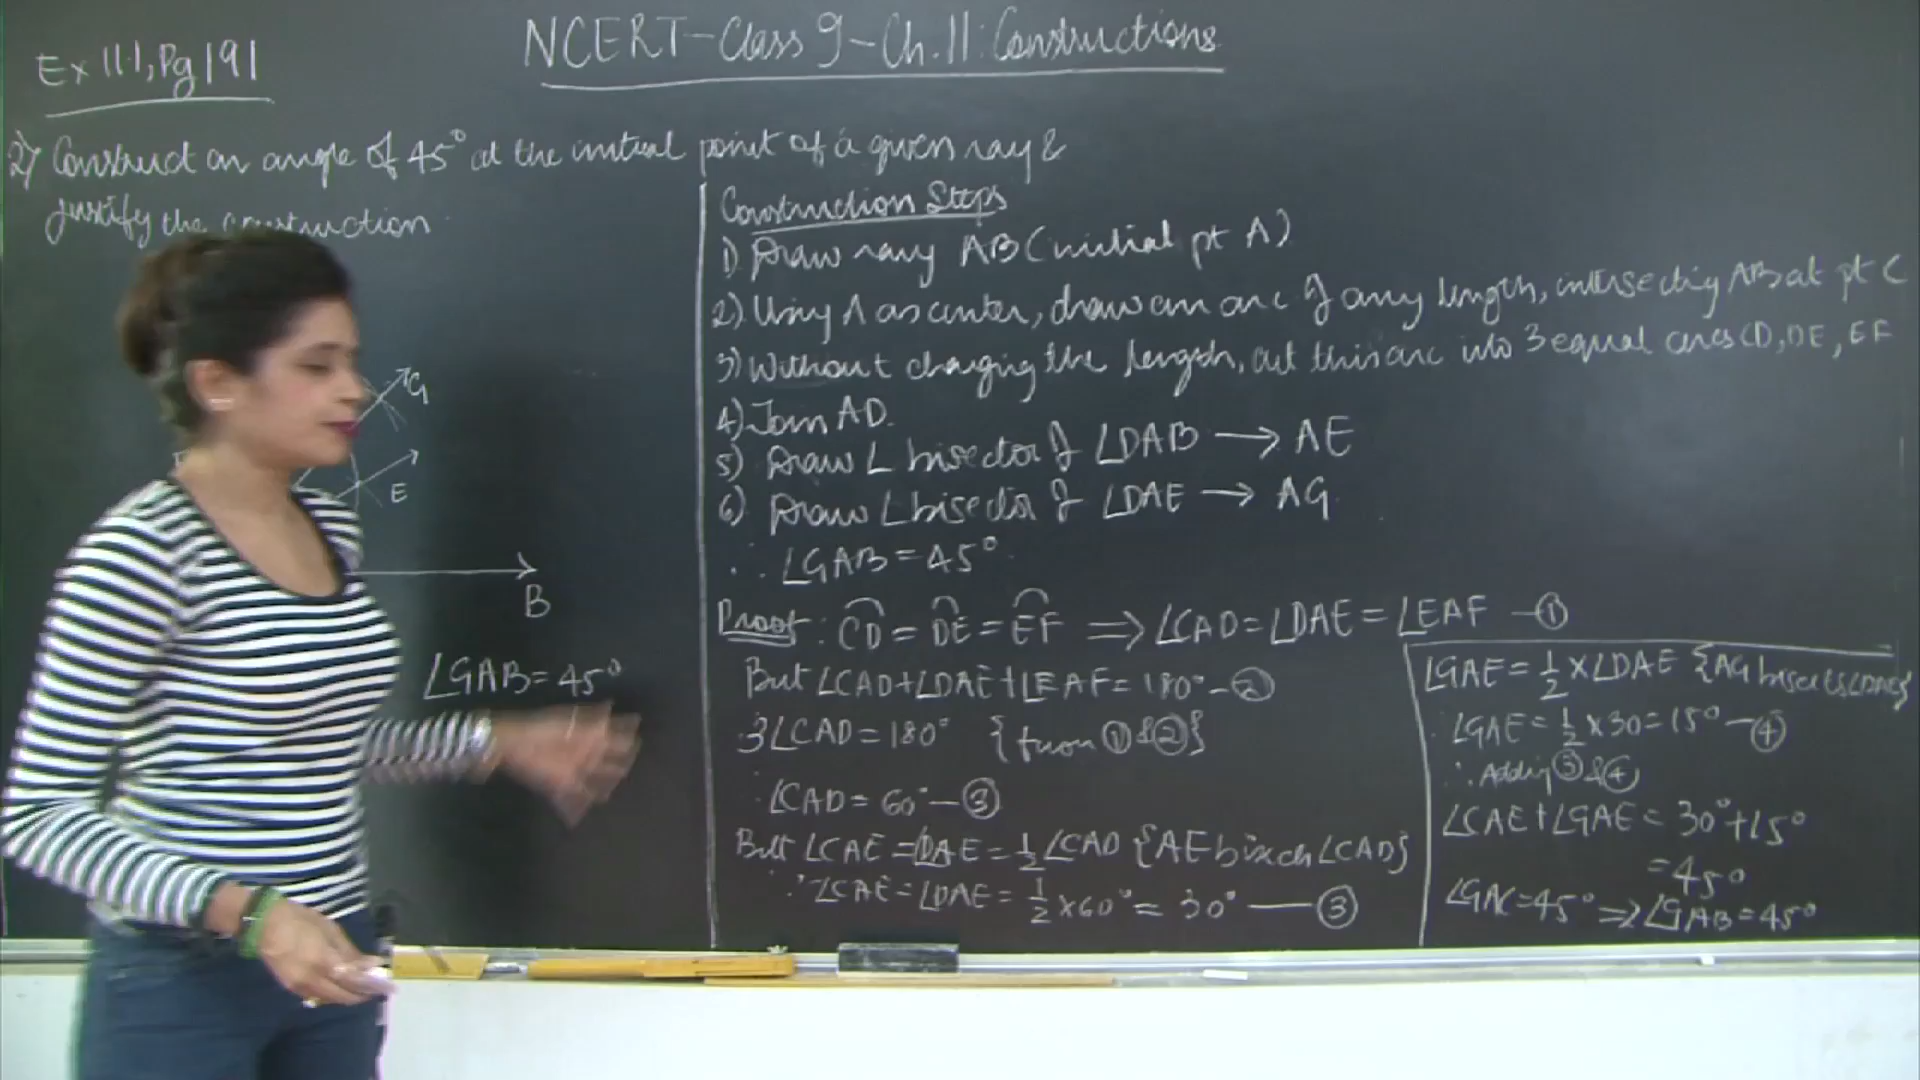 NCERT-Class 9-Ch.11: Constructions
Ex 11.1, Pg 191
2) Construct an angle of 45° at the initial point of a given ray &
justify the construction.
G
E
B
∠GAB = 45°
Construction Steps
1) Draw ray AB (initial pt A)
2) Using A as center, draw an arc of any length, intersecting AB at pt C
3) Without changing the length, cut this arc into 3 equal arcs CD, DE, EF
4) Join AD.
5) Draw ∠ bisector of ∠DAB → AE
6) Draw ∠ bisector of ∠DAE → AG
∴ ∠GAB = 45°.
Proof: CD = DE = EF ⇒ ∠CAD = ∠DAE = ∠EAF —①
But ∠CAD + ∠DAE + ∠EAF = 180° —②
3∠CAD = 180° {from ① & ②}
∴ ∠CAD = 60° —③
But ∠CAE = ∠DAE = 1/2 ∠CAD {AE bisects ∠CAD}
∴ ∠CAE = ∠DAE = 1/2 × 60° = 30° —③
∠GAE = 1/2 × ∠DAE {AG bisects ∠DAE}
∴ ∠GAE = 1/2 × 30 = 15° —④
∴ Adding ③ & ④
∠CAE + ∠GAE = 30° + 15°
= 45°
∠GAC = 45° ⇒ ∠GAB = 45°